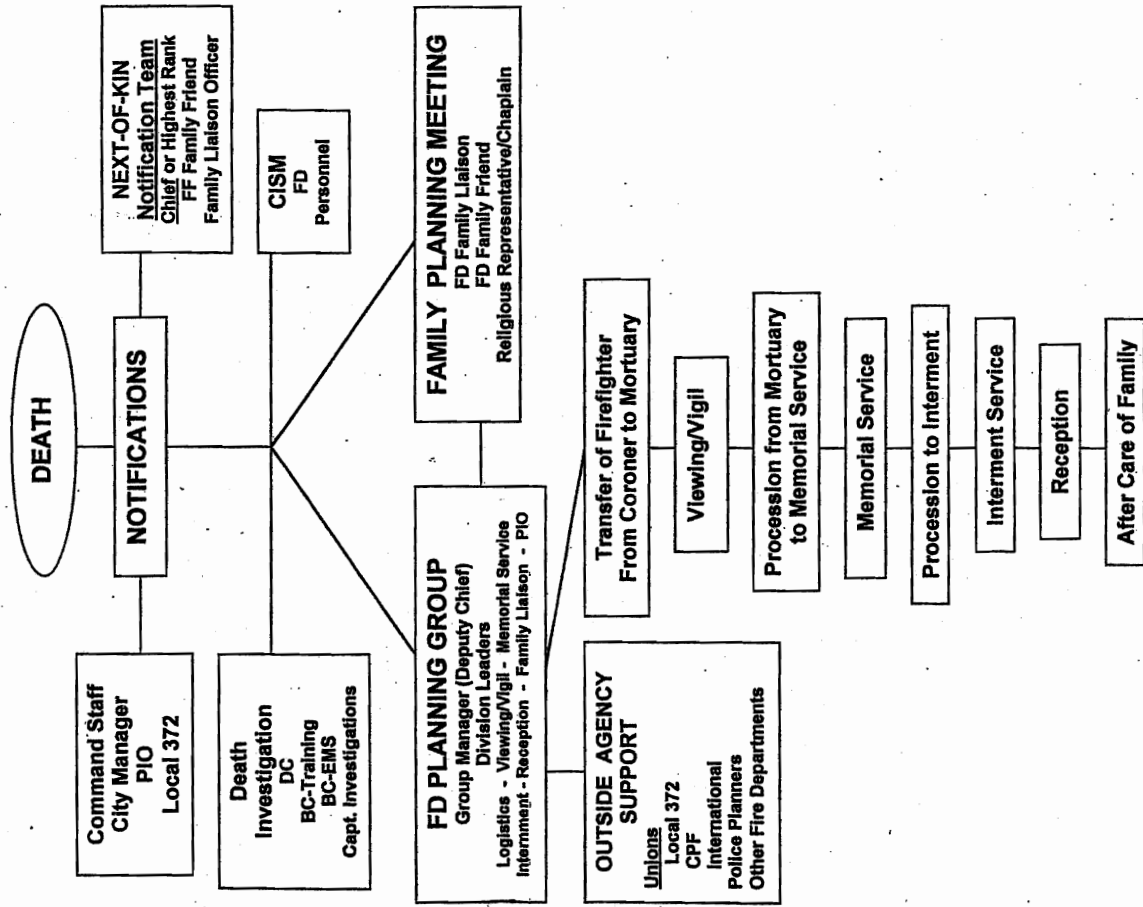 DEATH
NOTIFICATIONS
Command Staff
City Manager
PIO
Local 372
NEXT-OF-KIN
Notification Team
Chief or Highest Rank
FF Family Friend
Family Liaison Officer
Death
Investigation
DC
BC-Training
BC-EMS
Capt. Investigations
CISM
FD
Personnel
FD PLANNING GROUP
Group Manager (Deputy Chief)
Division Leaders
Logistics - Viewing/Vigil - Memorial Service
Internment - Reception - Family Liaison - PIO
FAMILY PLANNING MEETING
FD Family Liaison
FD Family Friend
Religious Representative/Chaplain
OUTSIDE AGENCY
SUPPORT
Unions
Local 372
CPF
International
Police Planners
Other Fire Departments
Transfer of Firefighter
From Coroner to Mortuary
Viewing/Vigil
Procession from Mortuary
to Memorial Service
Memorial Service
Procession to Interment
Interment Service
Reception
After Care of Family